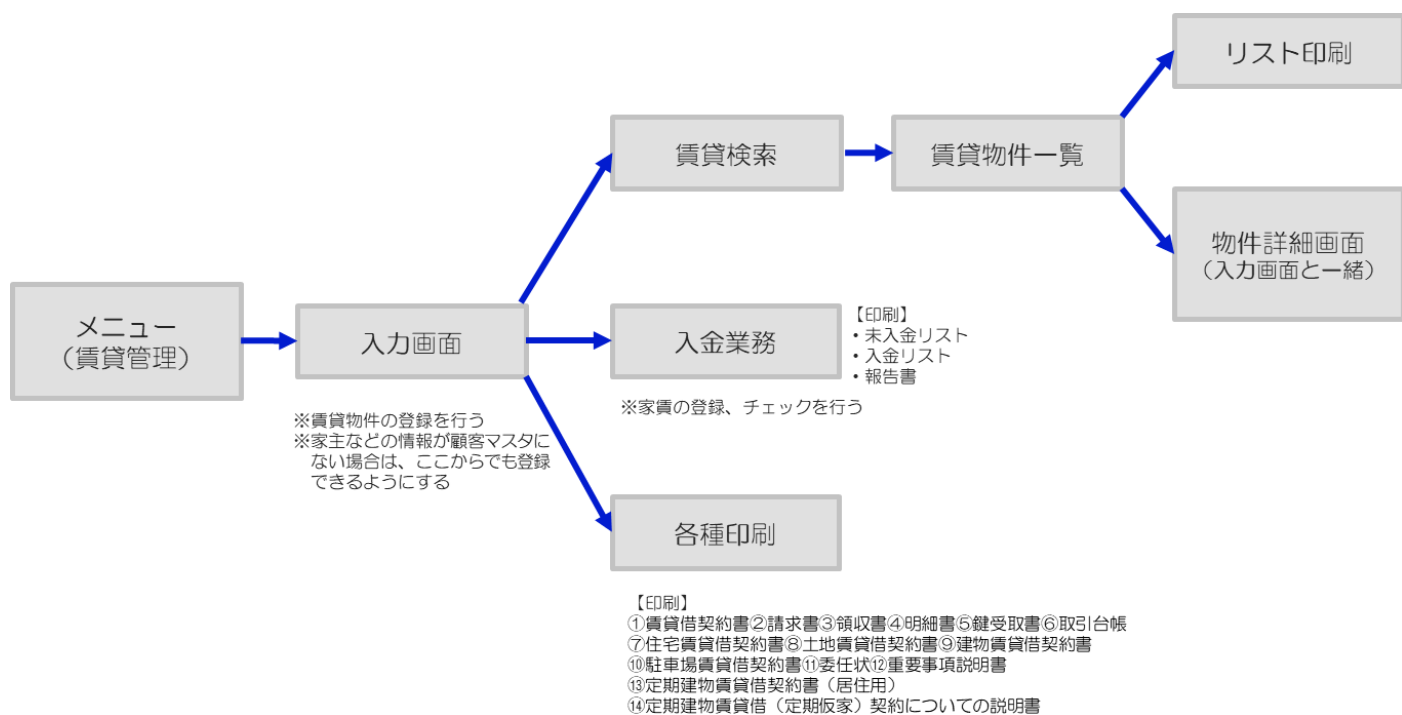 リスト印刷
賃貸検索
賃貸物件一覧
物件詳細画面
(入力画面と一緒)
メニュー
(賃貸管理)
入力画面
入金業務
【印刷】
・未入金リスト
・入金リスト
・報告書
※賃貸物件の登録を行う
※家主などの情報が顧客マスタに
ない場合は、ここからでも登録
できるようにする
※家賃の登録、チェックを行う
各種印刷
【印刷】
①賃貸借契約書②請求書③領収書④明細書⑤鍵受取書⑥取引台帳
⑦住宅賃貸借契約書⑧土地賃貸借契約書⑨建物賃貸借契約書
⑩駐車場賃貸借契約書⑪委任状⑫重要事項説明書
⑬定期建物賃貸借契約書(居住用)
⑭定期建物賃貸借(定期仮家)契約についての説明書